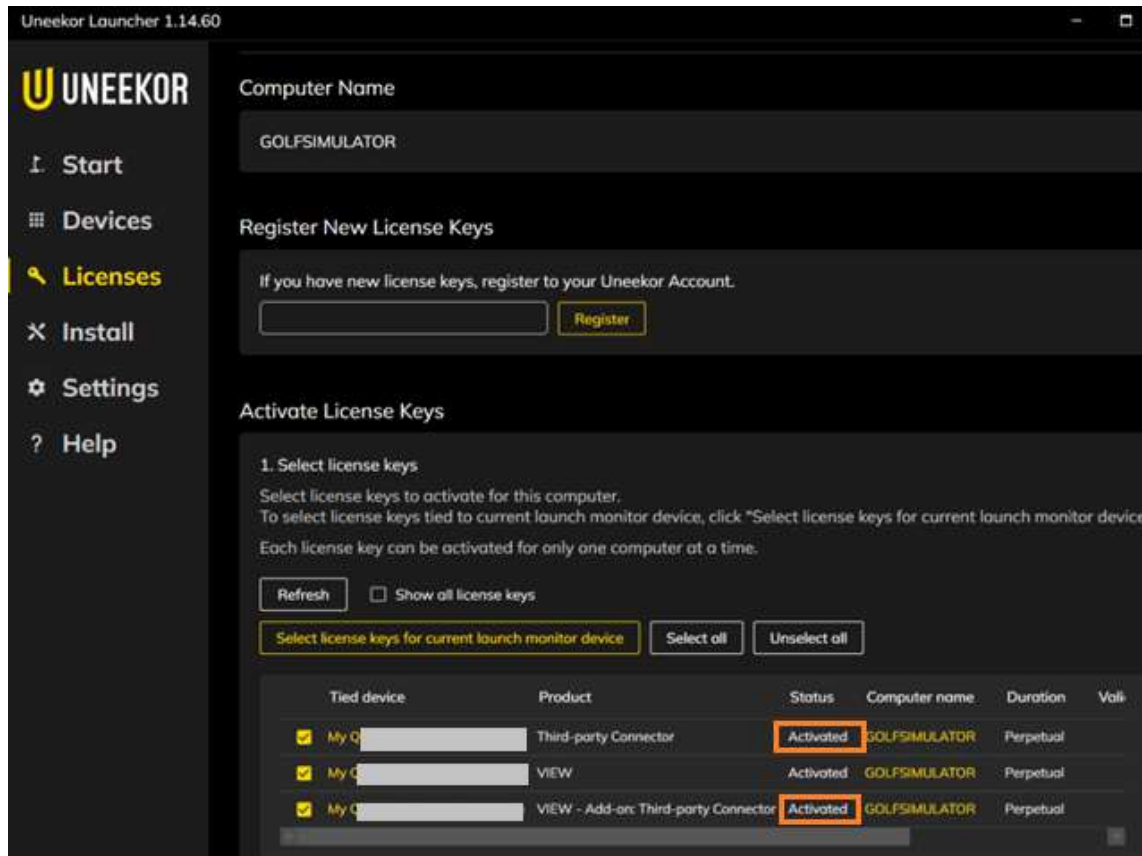 Uneekor Launcher 1.14.60
UNEEKOR
Start
Devices
Licenses
Install
Settings
Help
Computer Name
GOLFSIMULATOR
Register New License Keys
If you have new license keys, register to your Uneekor Account.
Register
Activate License Keys
1. Select license keys
Select license keys to activate for this computer.
To select license keys tied to current launch monitor device, click "Select license keys for current launch monitor device
Each license key can be activated for only one computer at a time.
Refresh Show all license keys
Select license keys for current launch monitor device Select all Unselect all
Tied device Product Status Computer name Duration Vali
My Third-party Connector Activated GOLFSIMULATOR Perpetual
My VIEW Activated GOLFSIMULATOR Perpetual
My VIEW - Add-on: Third-party Connector Activated GOLFSIMULATOR Perpetual